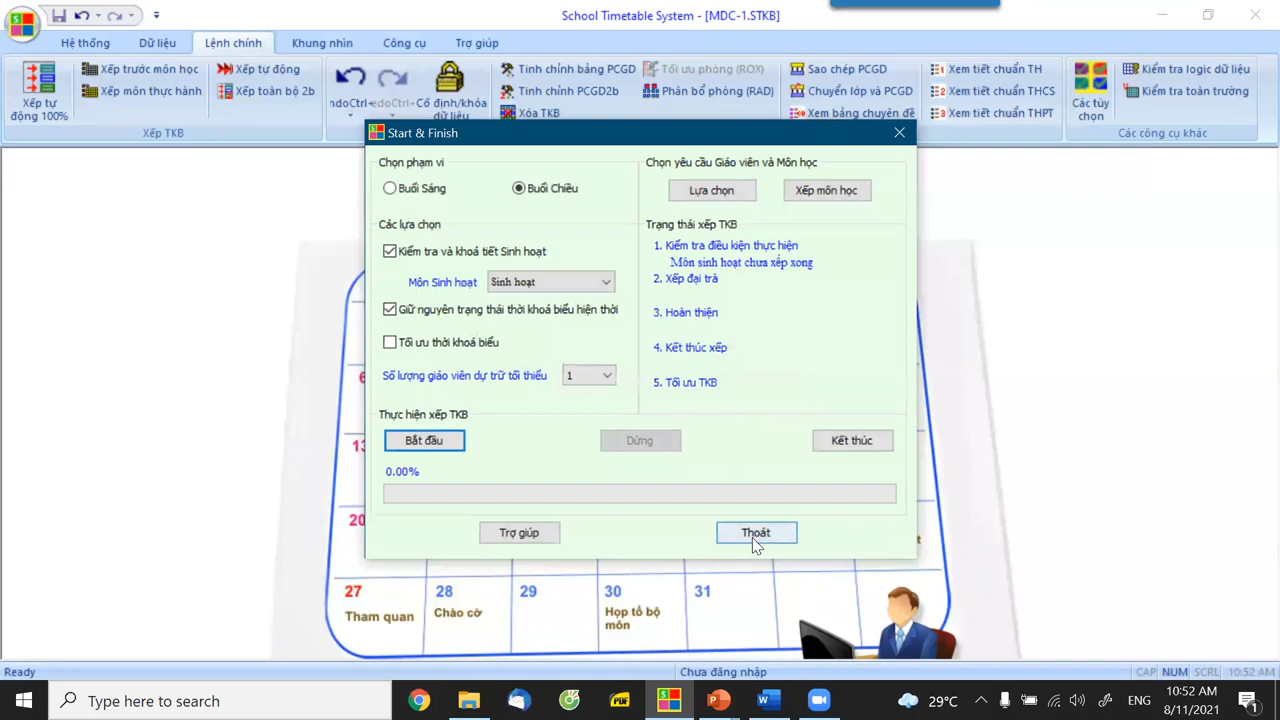 School Timetable System - [MDC-1.STKB]
Hệ thống Dữ liệu Lệnh chính Khung nhìn Công cụ Trợ giúp
Xếp tự động 100%
Xếp trước môn học
Xếp môn thực hành
Xếp tự động
Xếp toàn bộ 2b
Xếp TKB
ndoCtrl-
edoCtrl-
Cố định/khóa dữ liệu
Tinh chỉnh bảng PCGD
Tinh chỉnh PCGD2b
Xóa TKB
Tối ưu phòng (ROX)
Phân bổ phòng (RAD)
Sao chép PCGD
Chuyển lớp và PCGD
Xem bảng chuyên đề
Xem tiết chuẩn TH
Xem tiết chuẩn THCS
Xem tiết chuẩn THPT
Các tùy chọn
Kiểm tra logic dữ liệu
Kiểm tra toàn trường
Các công cụ khác
Start & Finish
Chọn phạm vi
Buổi Sáng Buổi Chiều
Các lựa chọn
Kiểm tra và khoá tiết Sinh hoạt
Môn Sinh hoạt Sinh hoạt
Giữ nguyên trạng thái thời khoá biểu hiện thời
Tối ưu thời khoá biểu
Số lượng giáo viên dự trữ tối thiểu 1
Chọn yêu cầu Giáo viên và Môn học
Lựa chọn Xếp môn học
Trạng thái xếp TKB
1. Kiểm tra điều kiện thực hiện
Môn sinh hoạt chưa xếp xong
2. Xếp đại trà
3. Hoàn thiện
4. Kết thúc xếp
5. Tối ưu TKB
Thực hiện xếp TKB
Bắt đầu Dừng Kết thúc
0.00%
Trợ giúp Thoát
6
13
20
27 28 29 30 31
Tham quan Chào cờ Họp tổ bộ môn
Ready Chưa đăng nhập CAP NUM SCRL 10:52 AM
Type here to search
PDF
29°C ENG
10:52 AM
8/11/2021
1